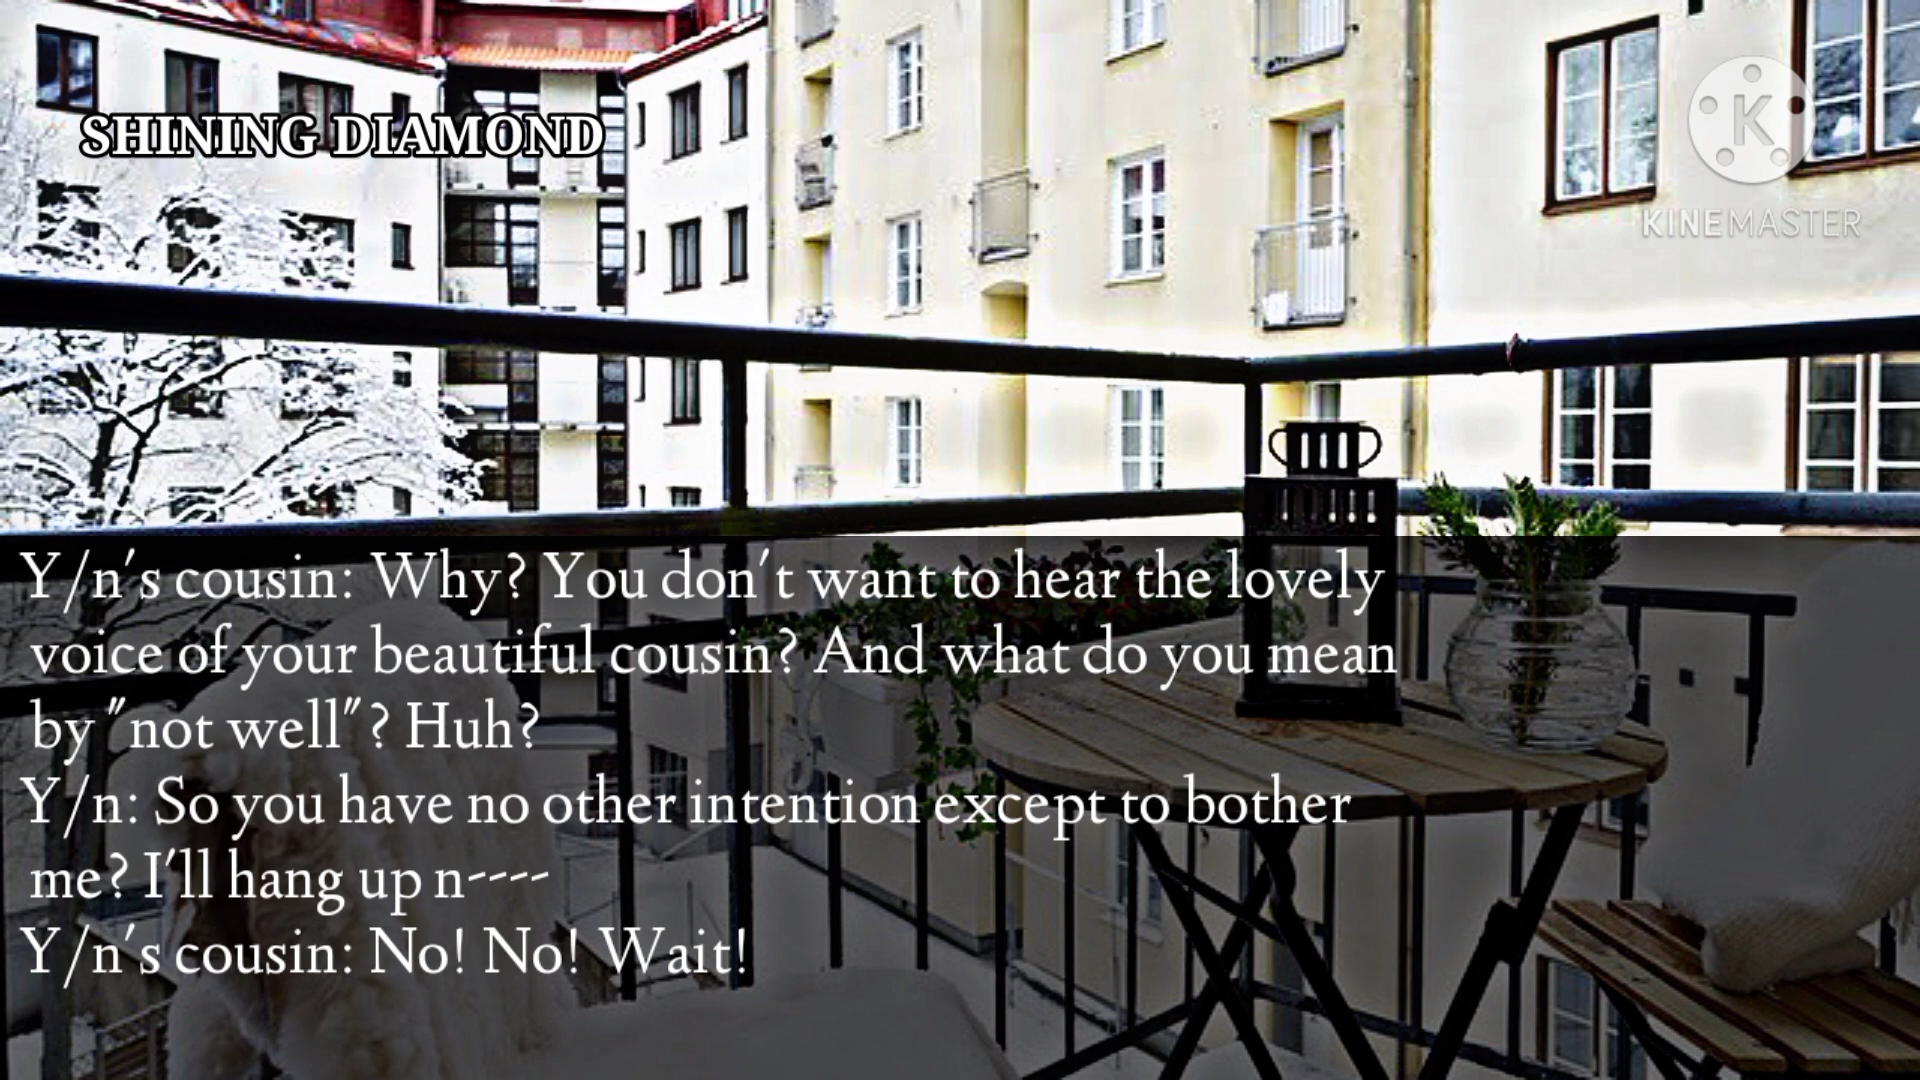 SHINING DIAMOND
K
KINEMASTER
Y/n's cousin: Why? You don't want to hear the lovely
voice of your beautiful cousin? And what do you mean
by "not well"? Huh?
Y/n: So you have no other intention except to bother
me? I'll hang up n----
Y/n's cousin: No! No! Wait!